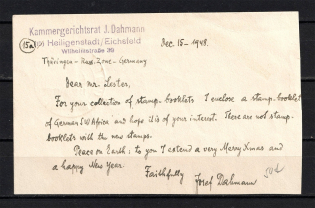 Kammergerichtsrat J. Dahmann
(15a) Heiligenstadt/Eichsfeld
Wilhelmstraße 29
Dec. 15 - 1948.
Thüringen - Russ. Zone - Germany
Dear Mr. Lester,
For your collection of stamp-booklets I enclose a stamp-booklet
of German S/W Africa and hope it is of your interest. There are not stamp-
booklets with the new stamps.
Peace on Earth: to you I extend a very Merry Xmas and
a happy New Year.
Faithfully Josef Dahmann